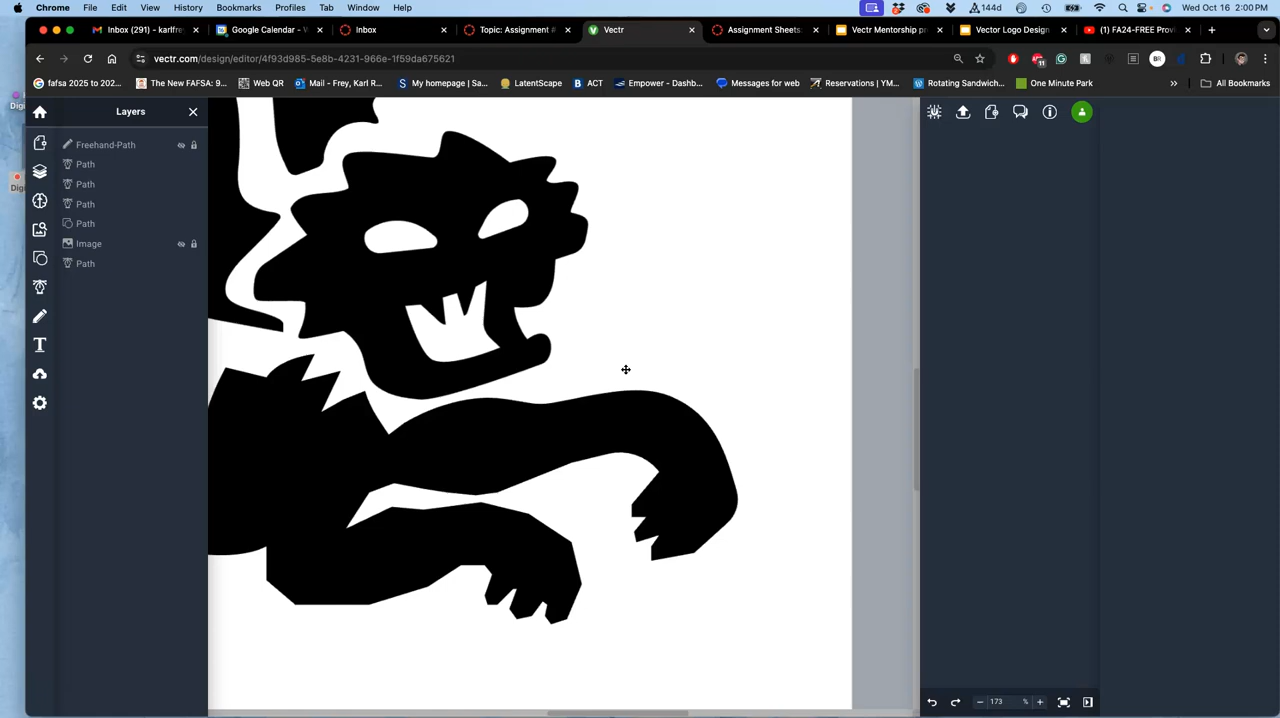 Chrome File Edit View History Bookmarks Profiles Tab Window Help 144d Wed Oct 16 2:00 PM
Inbox (291) - karlfre Google Calendar - W Inbox Topic: Assignment # Vectr Assignment Sheets: Vectr Mentorship pr Vector Logo Design (1) FA24-FREE Provi
vectr.com/design/editor/4f93d985-5e8b-4231-966e-1f59da675621
fafsa 2025 to 202... The New FAFSA: 9... Web QR Mail - Frey, Karl R... My homepage | Sa... LatentScape ACT Empower - Dashb... Messages for web Reservations / YM... Rotating Sandwich... One Minute Park All Bookmarks
Layers
Freehand-Path
Path
Path
Path
Path
Image
Path
173 %